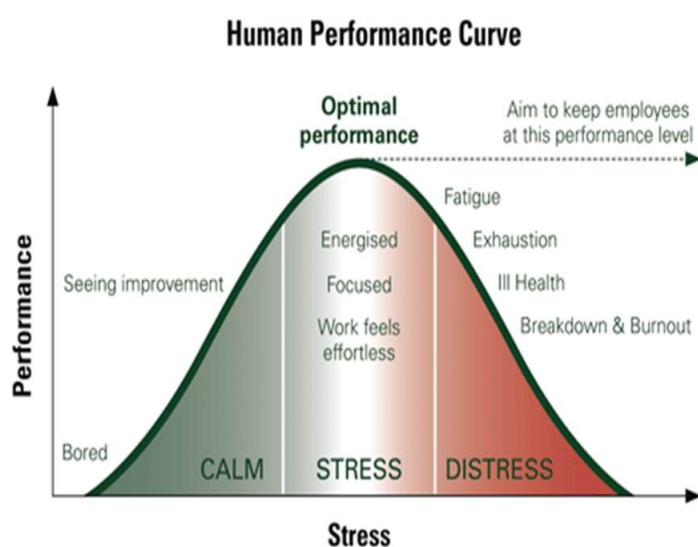 Human Performance Curve
Optimal
performance
Aim to keep employees
at this performance level
Fatigue
Energised
Exhaustion
Seeing improvement
Focused
Ill Health
Work feels
effortless
Breakdown & Burnout
Performance
Bored
CALM
STRESS
DISTRESS
Stress